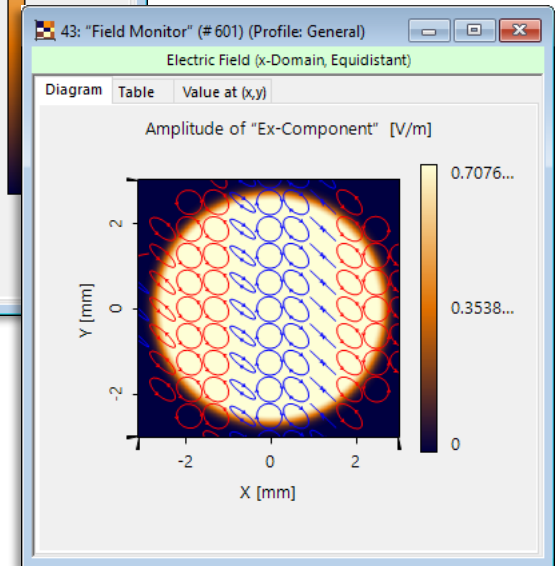 43: "Field Monitor" (# 601) (Profile: General)
Electric Field (x-Domain, Equidistant)
Diagram Table Value at (x,y)
Amplitude of "Ex-Component" [V/m]
0.7076...
0.3538...
0
Y [mm]
2
0
-2
-2 0 2
X [mm]